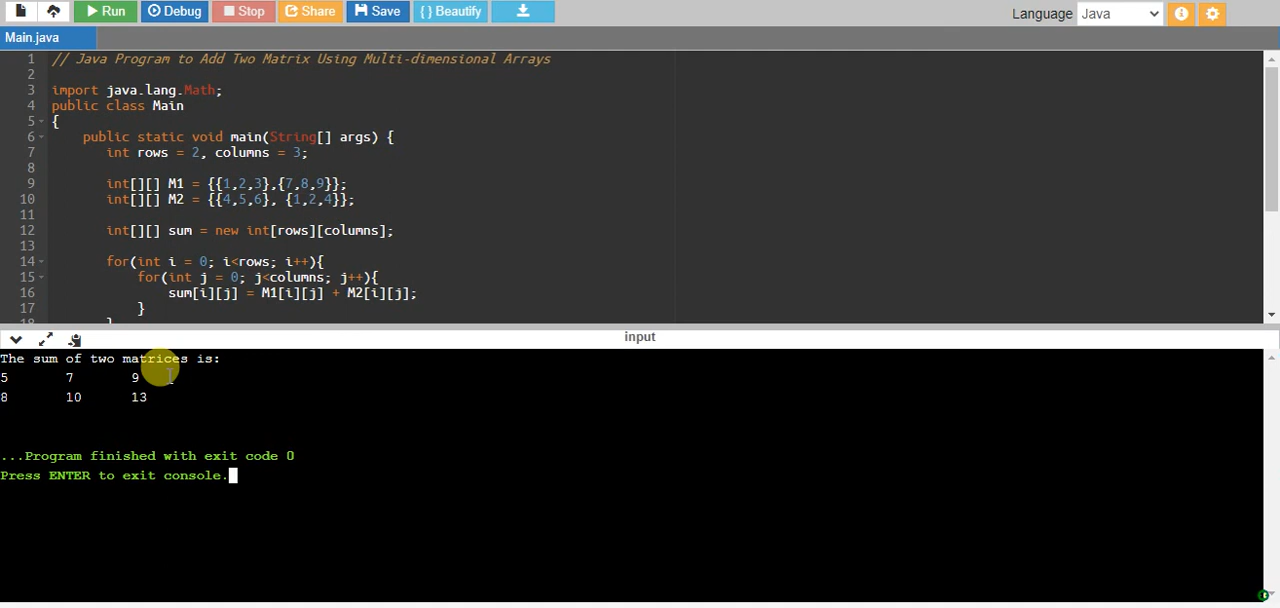 Run Debug Stop Share Save { } Beautify Language Java
Main.java
1 // Java Program to Add Two Matrix Using Multi-dimensional Arrays
2
3 import java.lang.Math;
4 public class Main
5 {
6 public static void main(String[] args) {
7 int rows = 2, columns = 3;
8
9 int[][] M1 = {{1,2,3},{7,8,9}};
10 int[][] M2 = {{4,5,6}, {1,2,4}};
11
12 int[][] sum = new int[rows][columns];
13
14 for(int i = 0; i<rows; i++){
15 for(int j = 0; j<columns; j++){
16 sum[i][j] = M1[i][j] + M2[i][j];
17 }
18 }
input
The sum of two matrices is:
5 7 9
8 10 13
...Program finished with exit code 0
Press ENTER to exit console.